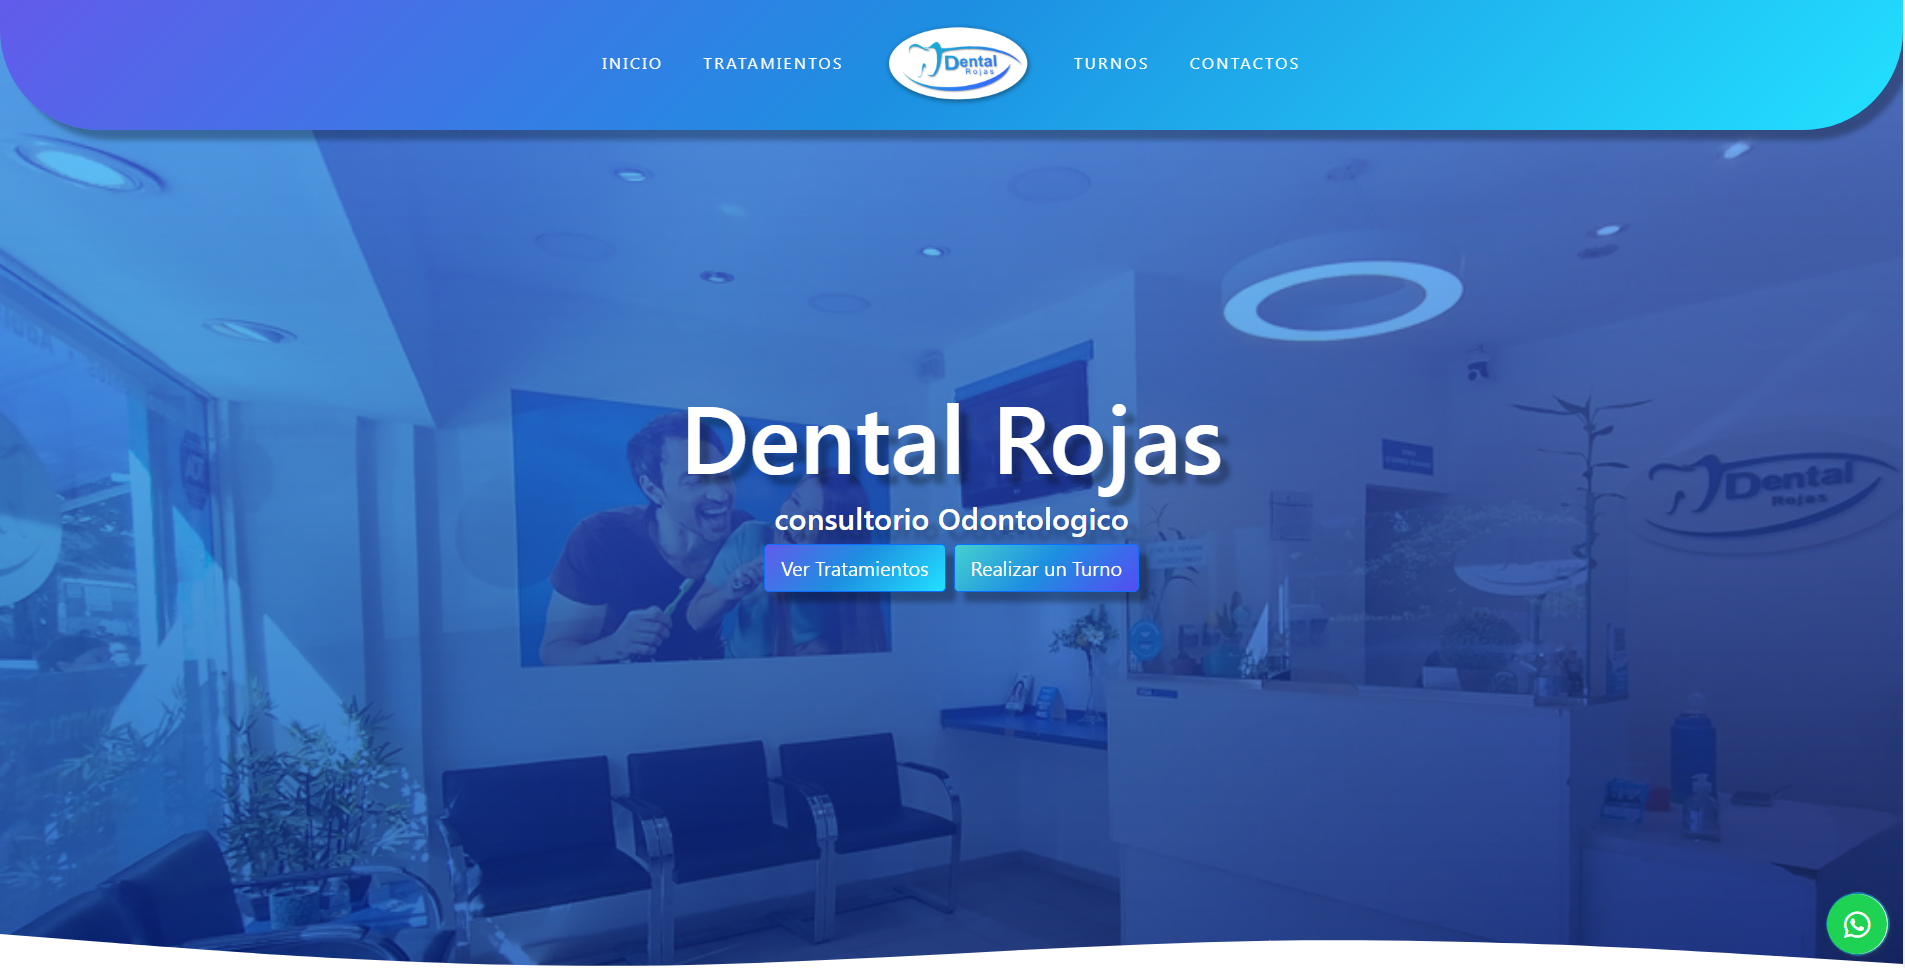 INICIO TRATAMIENTOS Dental Rojas TURNOS CONTACTOS
Dental Rojas
consultorio Odontologico
Ver Tratamientos Realizar un Turno
Dental
Rojas